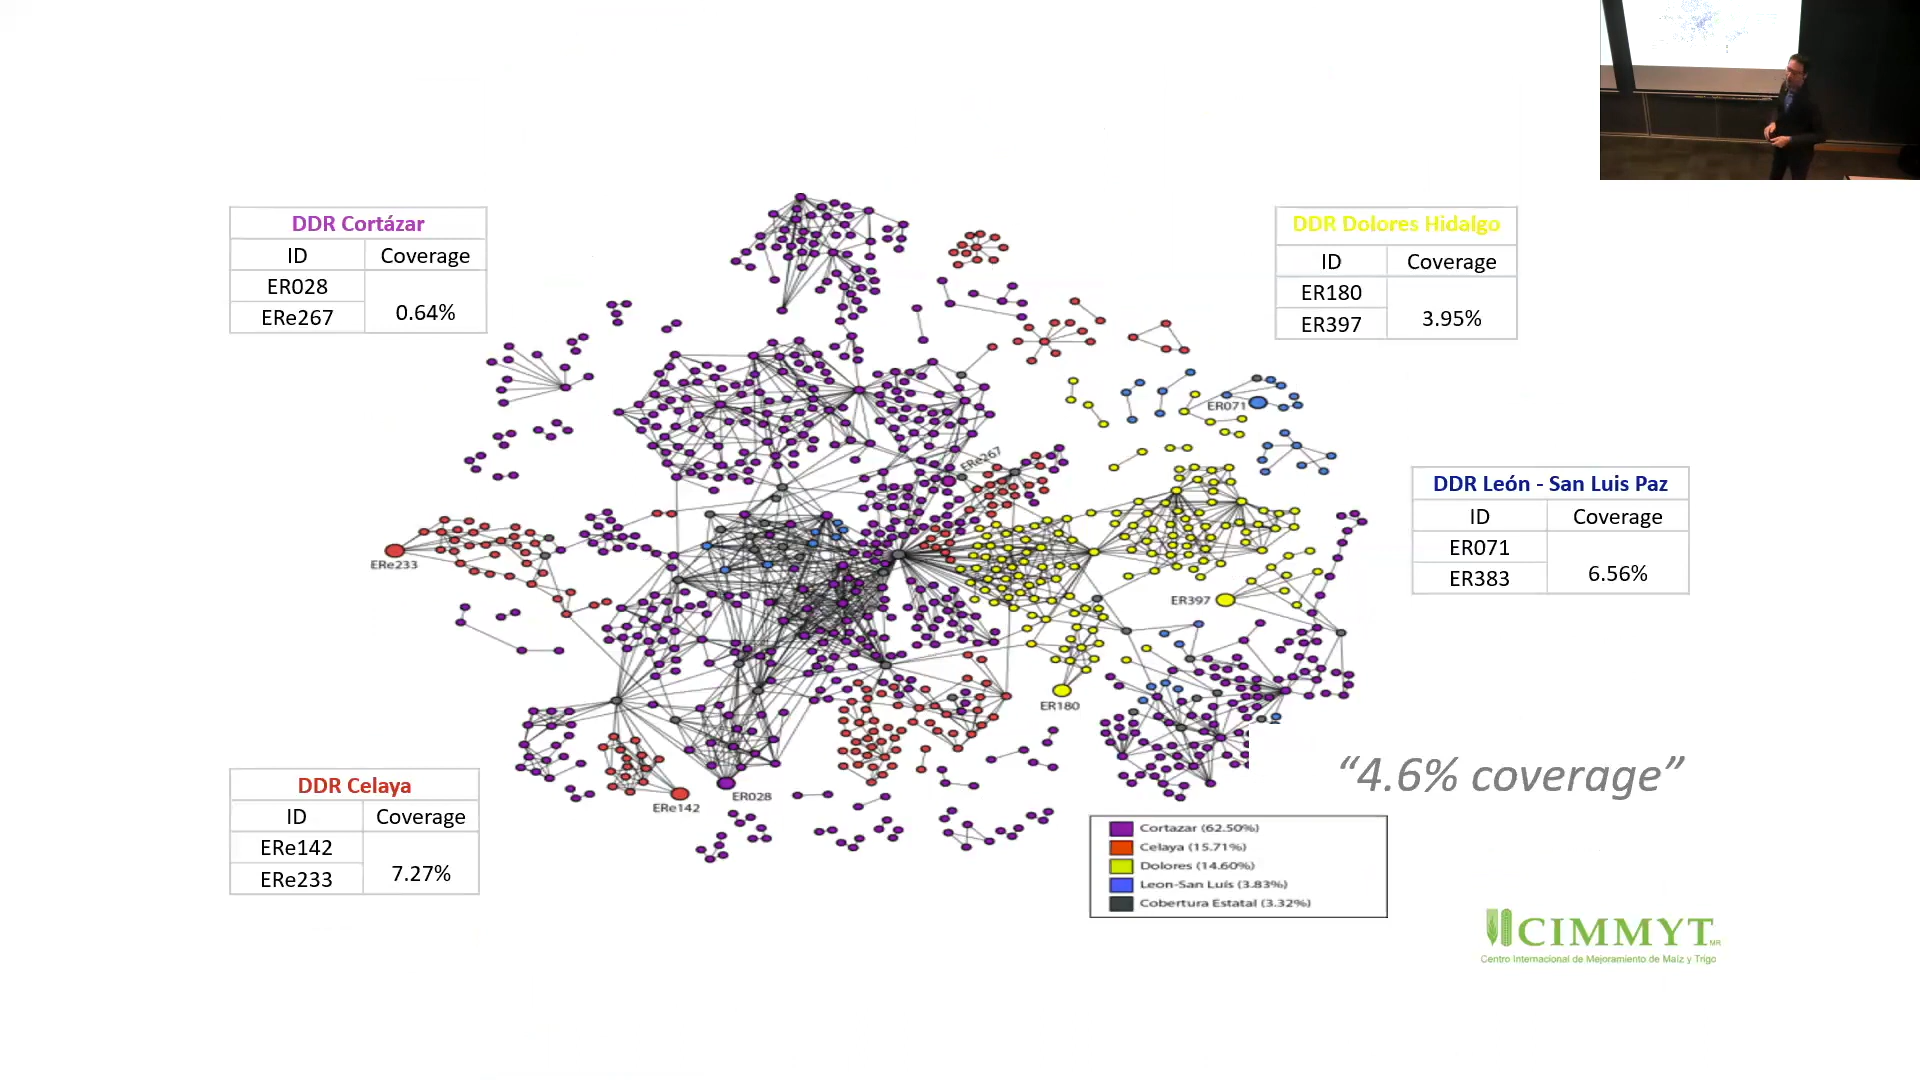 DDR Cortázar
ID Coverage
ER028
ERe267
0.64%
DDR Dolores Hidalgo
ID Coverage
ER180
ER397
3.95%
ER071
ERe267
DDR León - San Luis Paz
ID Coverage
ER071
ER383
6.56%
ERe233
ER397
ER180
DDR Celaya
ID Coverage
ERe142
ERe233
7.27%
ERe142
ER028
“4.6% coverage”
Cortazar (62.50%)
Celaya (15.71%)
Dolores (14.60%)
Leon-San Luís (3.83%)
Cobertura Estatal (3.32%)
CIMMYT MR
Centro Internacional de Mejoramiento de Maíz y Trigo